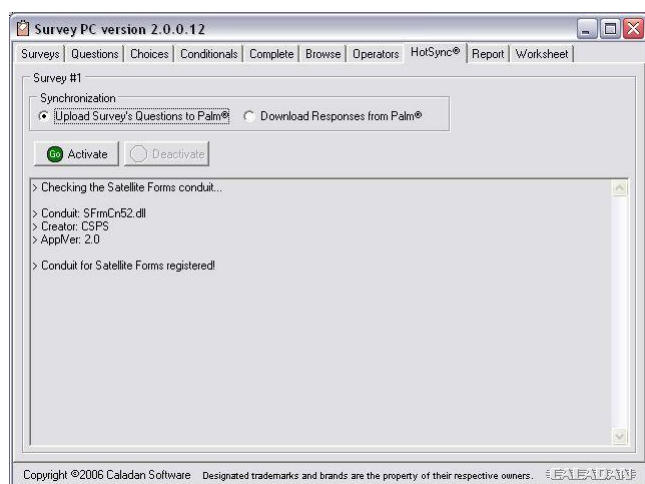 Survey PC version 2.0.0.12
Surveys Questions Choices Conditionals Complete Browse Operators HotSync® Report Worksheet
Survey #1
Synchronization
Upload Survey's Questions to Palm® Download Responses from Palm®
Go Activate Deactivate
> Checking the Satellite Forms conduit...
> Conduit: SFrmCn52.dll
> Creator: CSPS
> ApplVer: 2.0
> Conduit for Satellite Forms registered!
Copyright ©2006 Caladan Software Designated trademarks and brands are the property of their respective owners.